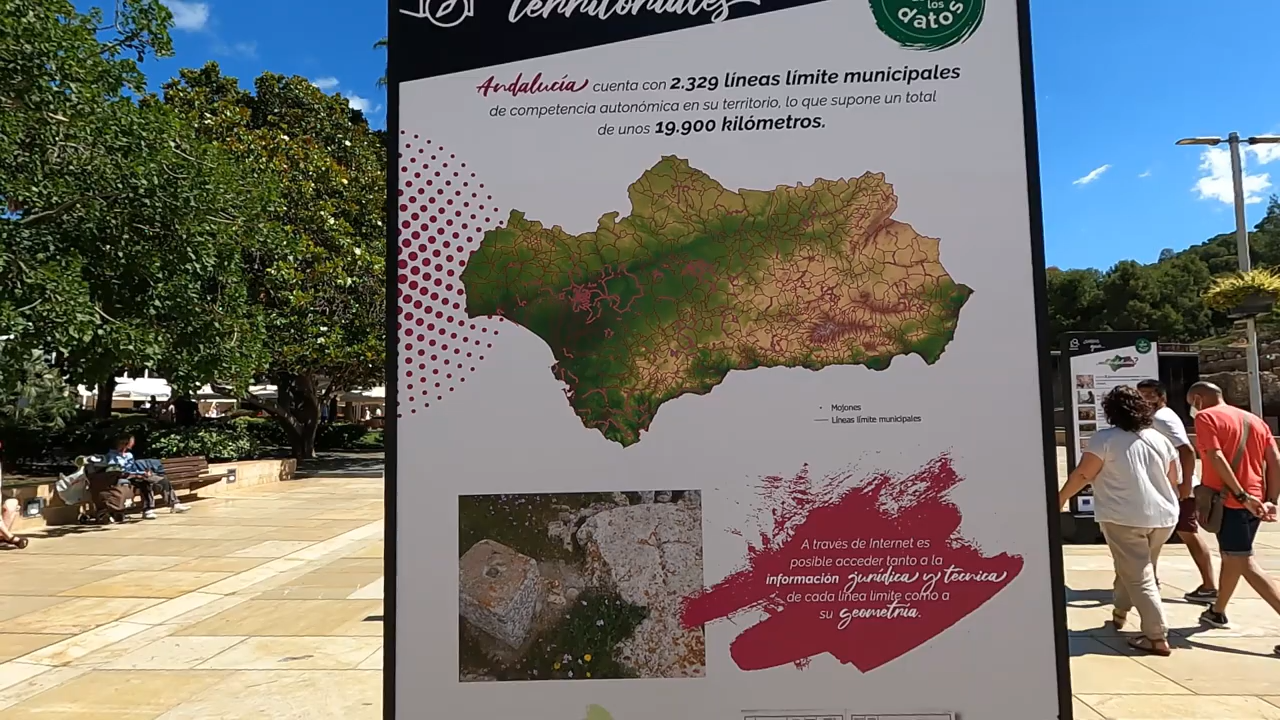 territoriales
los
datos
Andalucía cuenta con 2.329 líneas límite municipales
de competencia autonómica en su territorio, lo que supone un total
de unos 19.900 kilómetros.
Mojones
Líneas límite municipales
A través de Internet es
posible acceder tanto a la
información jurídica y técnica
de cada línea límite como a
su geometría.